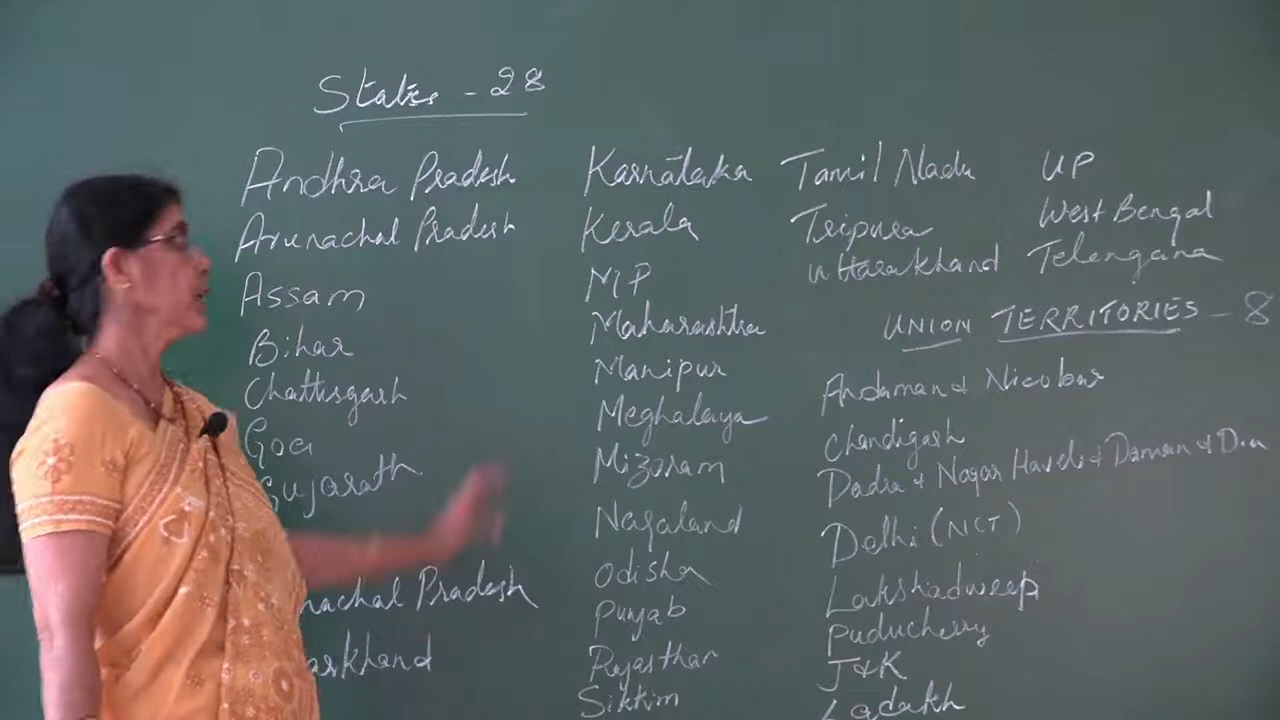 States - 28
Andhra Pradesh
Arunachal Pradesh
Assam
Bihar
Chattisgarh
Goa
Gujarath
nachal Pradesh
arkhand
Karnātaka
Kerala
MP
Maharashtra
Manipur
Meghalaya
Mizoram
Nagaland
Odisha
Punjab
Rajasthan
Sikkim
Tamil Nadu
Tripura
Uttarakhand
UP
West Bengal
Telengana
UNION TERRITORIES - 8
Andaman & Nicobar
Chandigarh
Dadra & Nagar Haveli & Daman & Diu
Delhi (NCT)
Lakshadweep
Puducherry
J&K
Ladakh